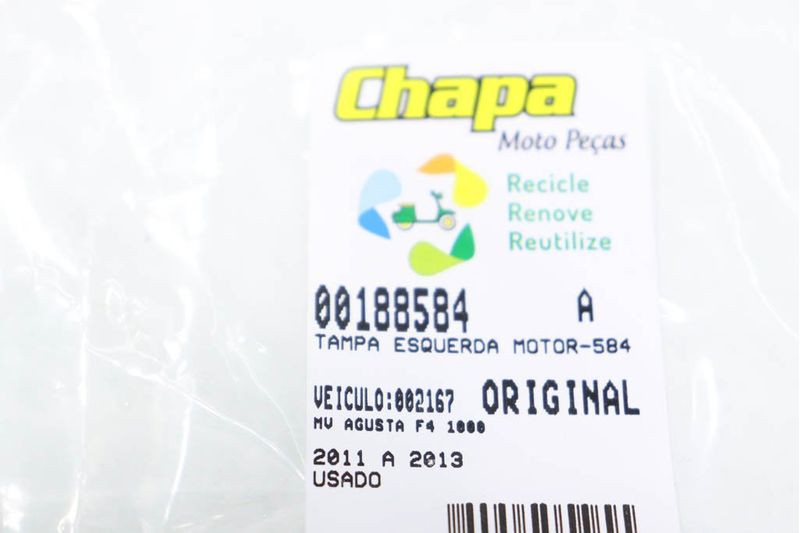 Chapa
Moto Peças
Recicle
Renove
Reutilize
00188584 A
TAMPA ESQUERDA MOTOR-584
VEICULO:002167 ORIGINAL
MV AGUSTA F4 1000
2011 A 2013
USADO